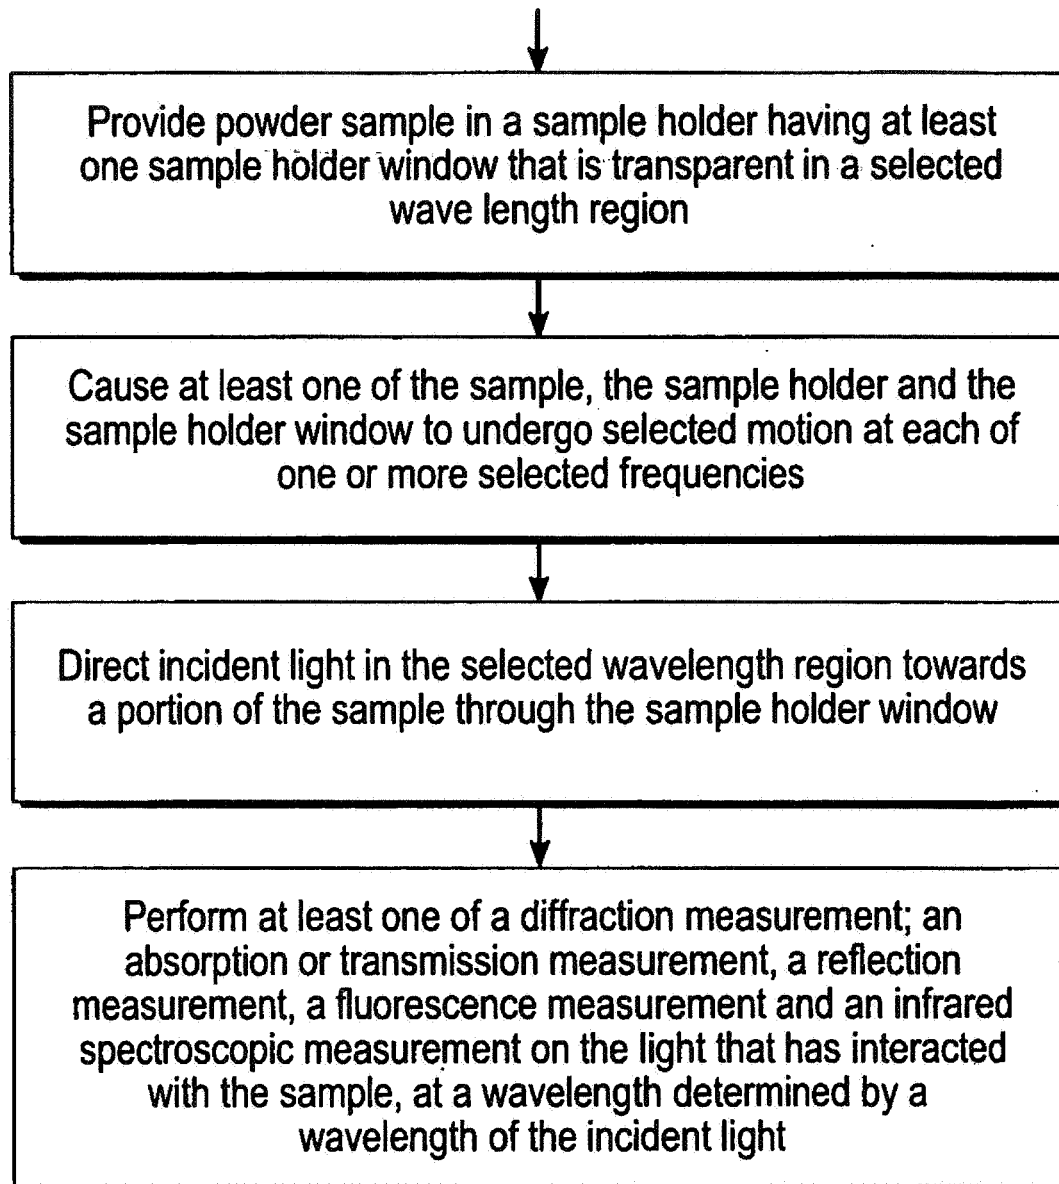 Provide powder sample in a sample holder having at least
one sample holder window that is transparent in a selected
wave length region
Cause at least one of the sample, the sample holder and the
sample holder window to undergo selected motion at each of
one or more selected frequencies
Direct incident light in the selected wavelength region towards
a portion of the sample through the sample holder window
Perform at least one of a diffraction measurement; an
absorption or transmission measurement, a reflection
measurement, a fluorescence measurement and an infrared
spectroscopic measurement on the light that has interacted
with the sample, at a wavelength determined by a
wavelength of the incident light